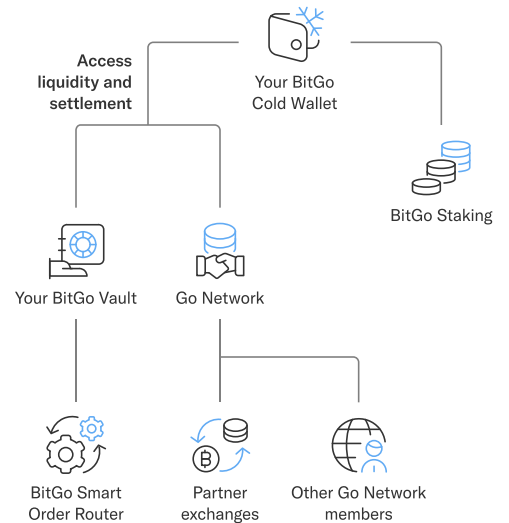 Access
liquidity and
settlement
Your BitGo
Cold Wallet
BitGo Staking
Your BitGo Vault
Go Network
BitGo Smart
Order Router
Partner
exchanges
Other Go Network
members